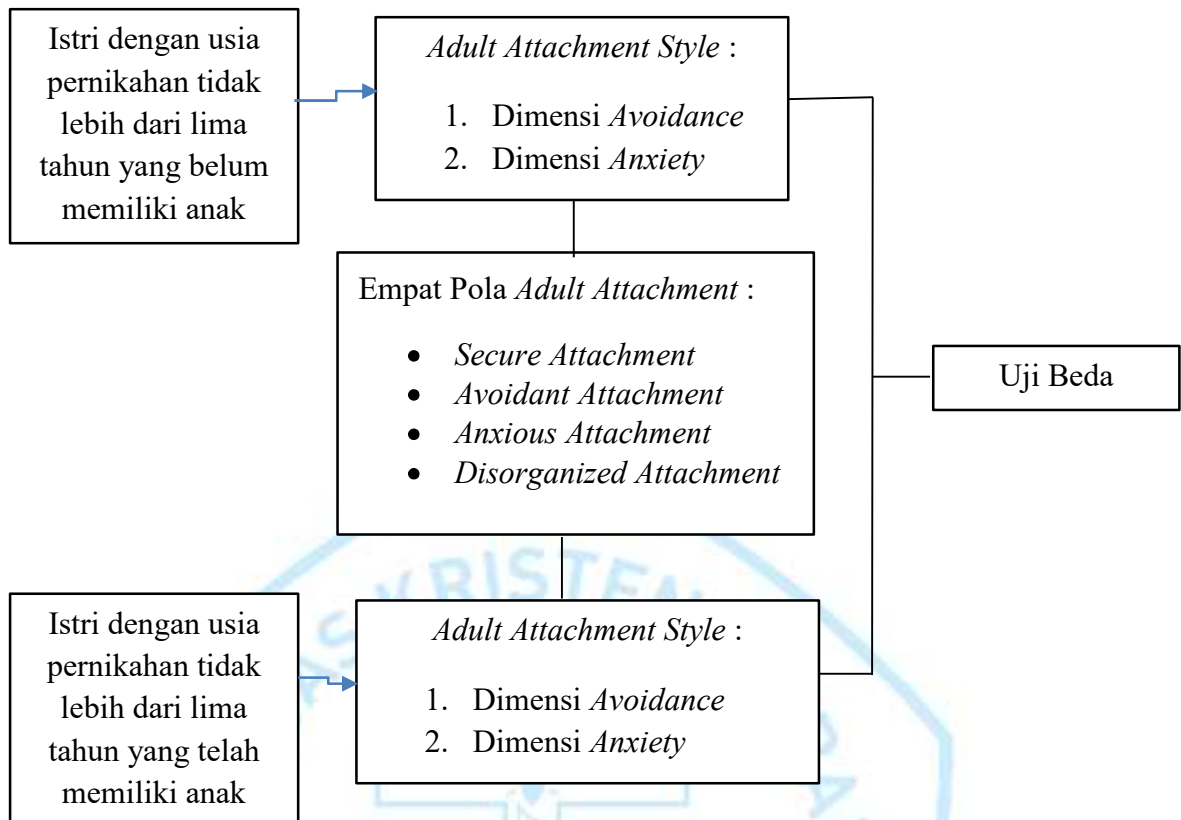 Istri dengan usia
pernikahan tidak
lebih dari lima
tahun yang belum
memiliki anak
Adult Attachment Style :
1. Dimensi Avoidance
2. Dimensi Anxiety
Empat Pola Adult Attachment :
• Secure Attachment
• Avoidant Attachment
• Anxious Attachment
• Disorganized Attachment
Uji Beda
Istri dengan usia
pernikahan tidak
lebih dari lima
tahun yang telah
memiliki anak
Adult Attachment Style :
1. Dimensi Avoidance
2. Dimensi Anxiety
KRISTEN